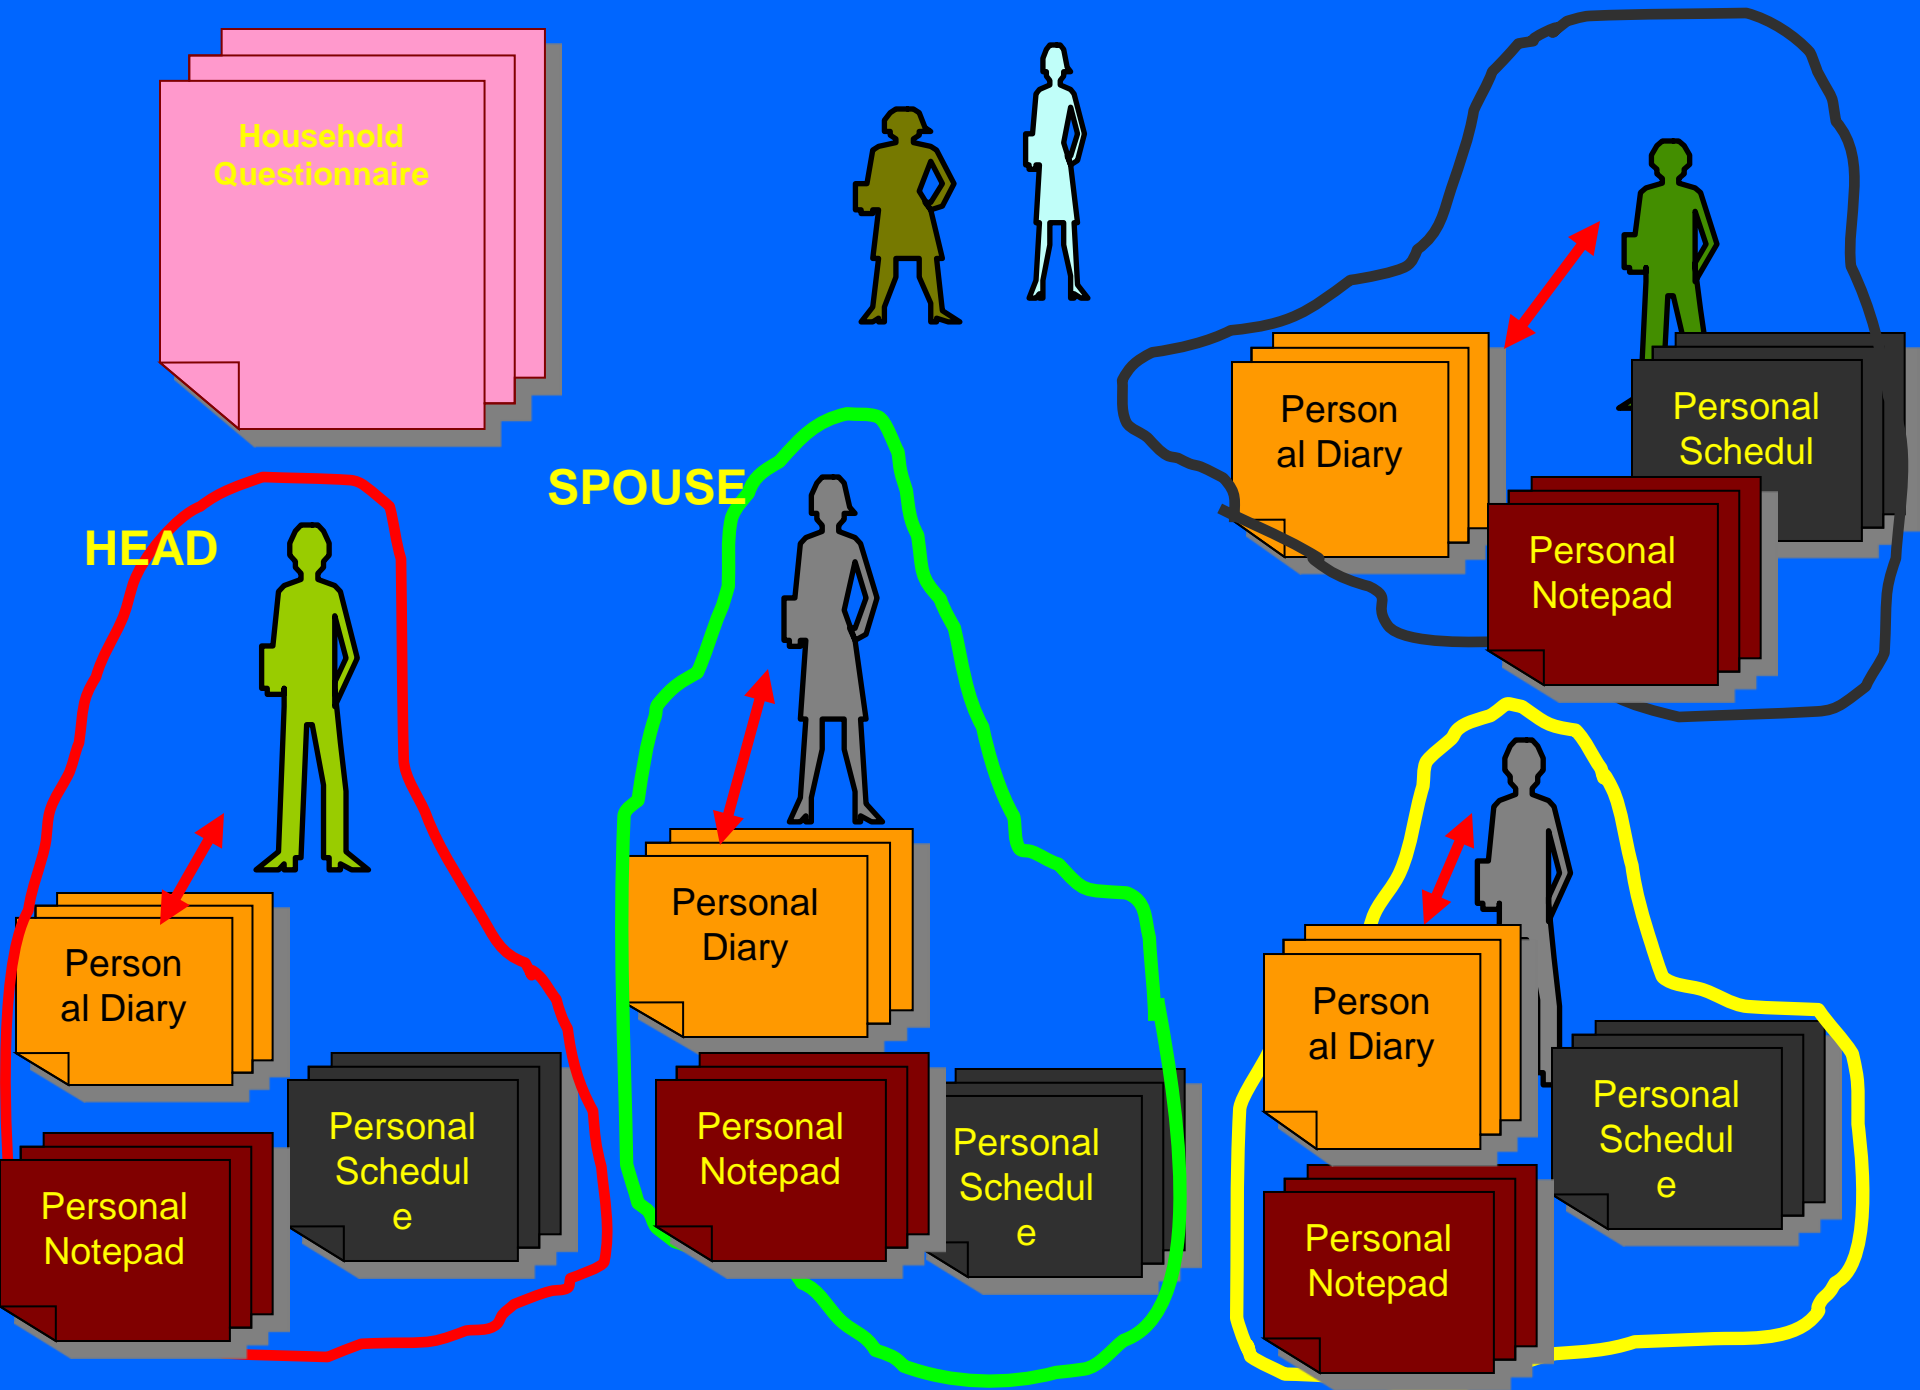 Household
Questionnaire
SPOUSE
HEAD
Person
al Diary
Personal
Schedul
Personal
Notepad
Personal
Diary
Person
al Diary
Personal
Notepad
Personal
Schedul
e
Personal
Notepad
Personal
Schedul
e
Person
al Diary
Personal
Schedul
e
Personal
Notepad